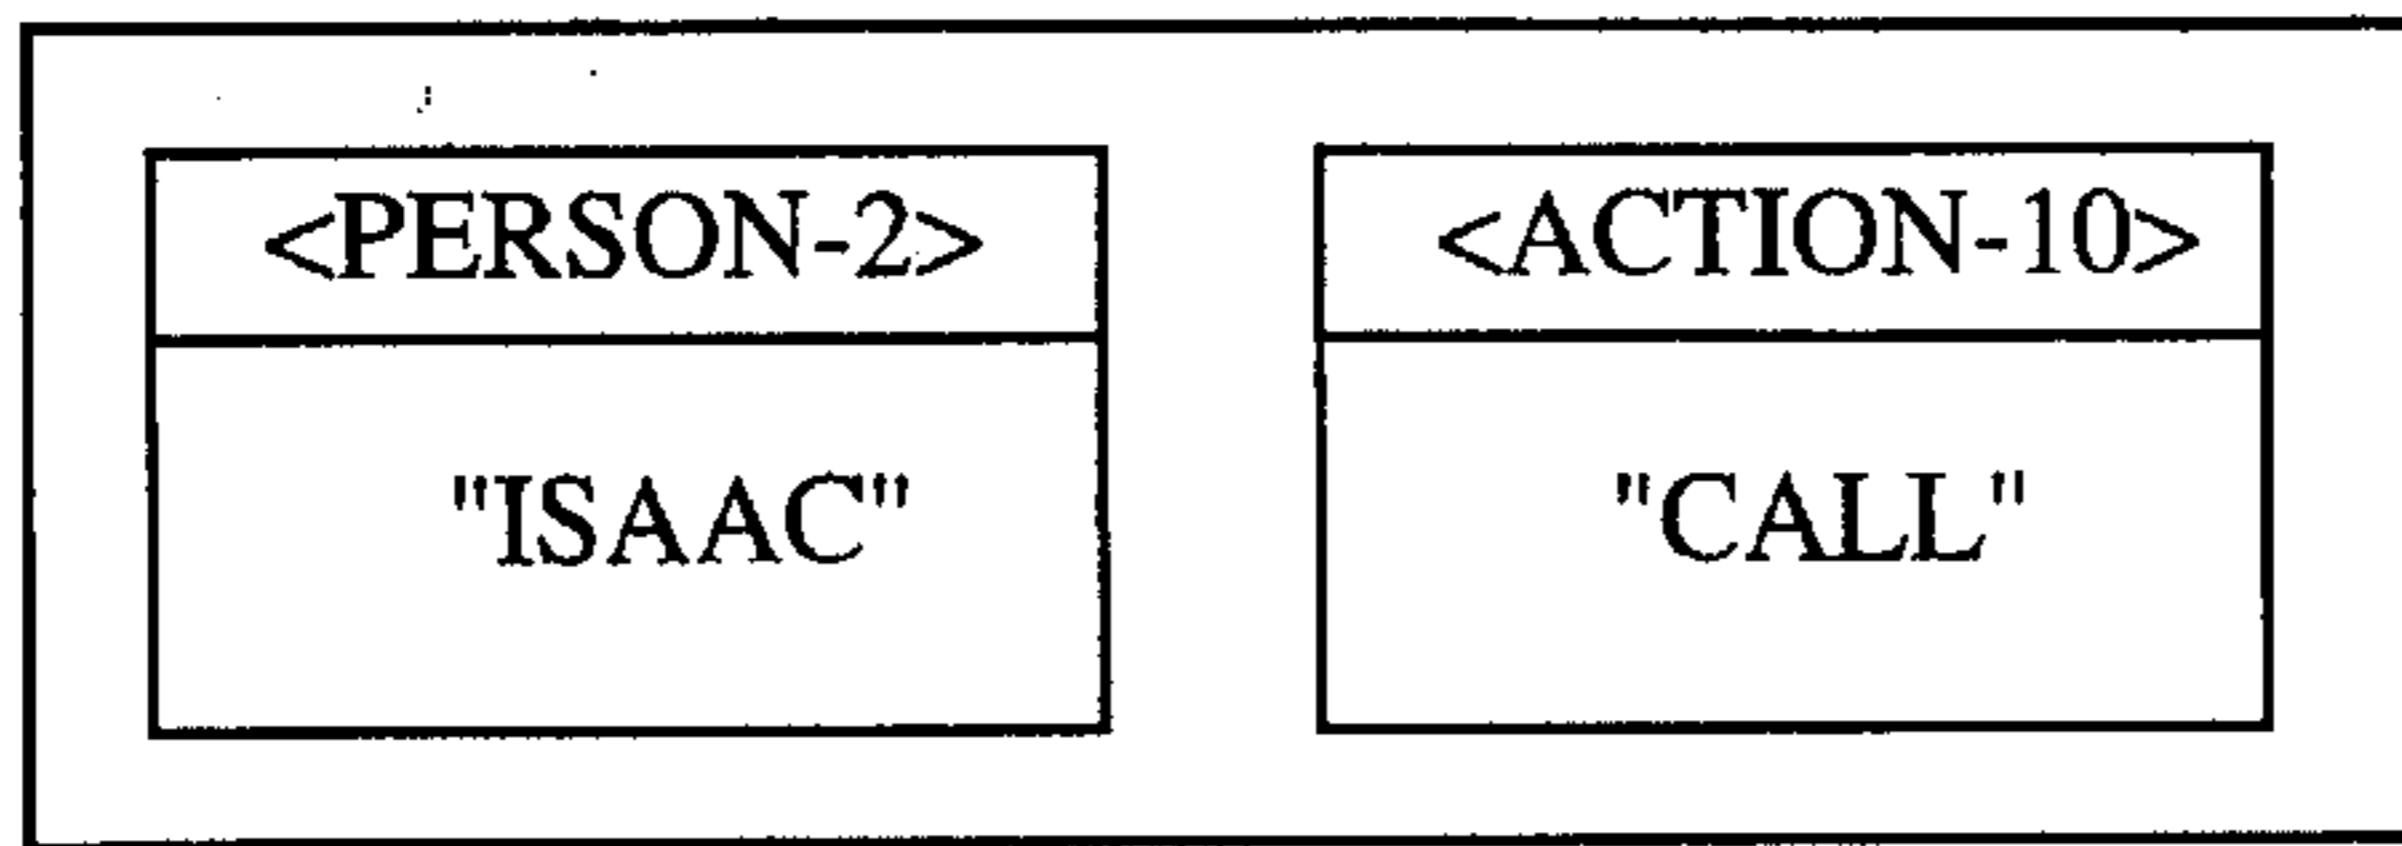 <PERSON-2>
"ISAAC"
<ACTION-10>
"CALL"